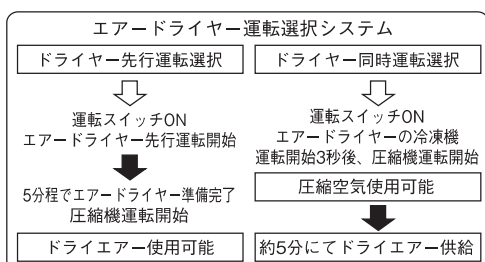 エアードライヤー運転選択システム
ドライヤー先行運転選択
運転スイッチON
エアードライヤー先行運転開始
5分程でエアードライヤー準備完了
圧縮機運転開始
ドライエアー使用可能
ドライヤー同時運転選択
運転スイッチON
エアードライヤーの冷凍機
運転開始3秒後、圧縮機運転開始
圧縮空気使用可能
約5分にてドライエアー供給